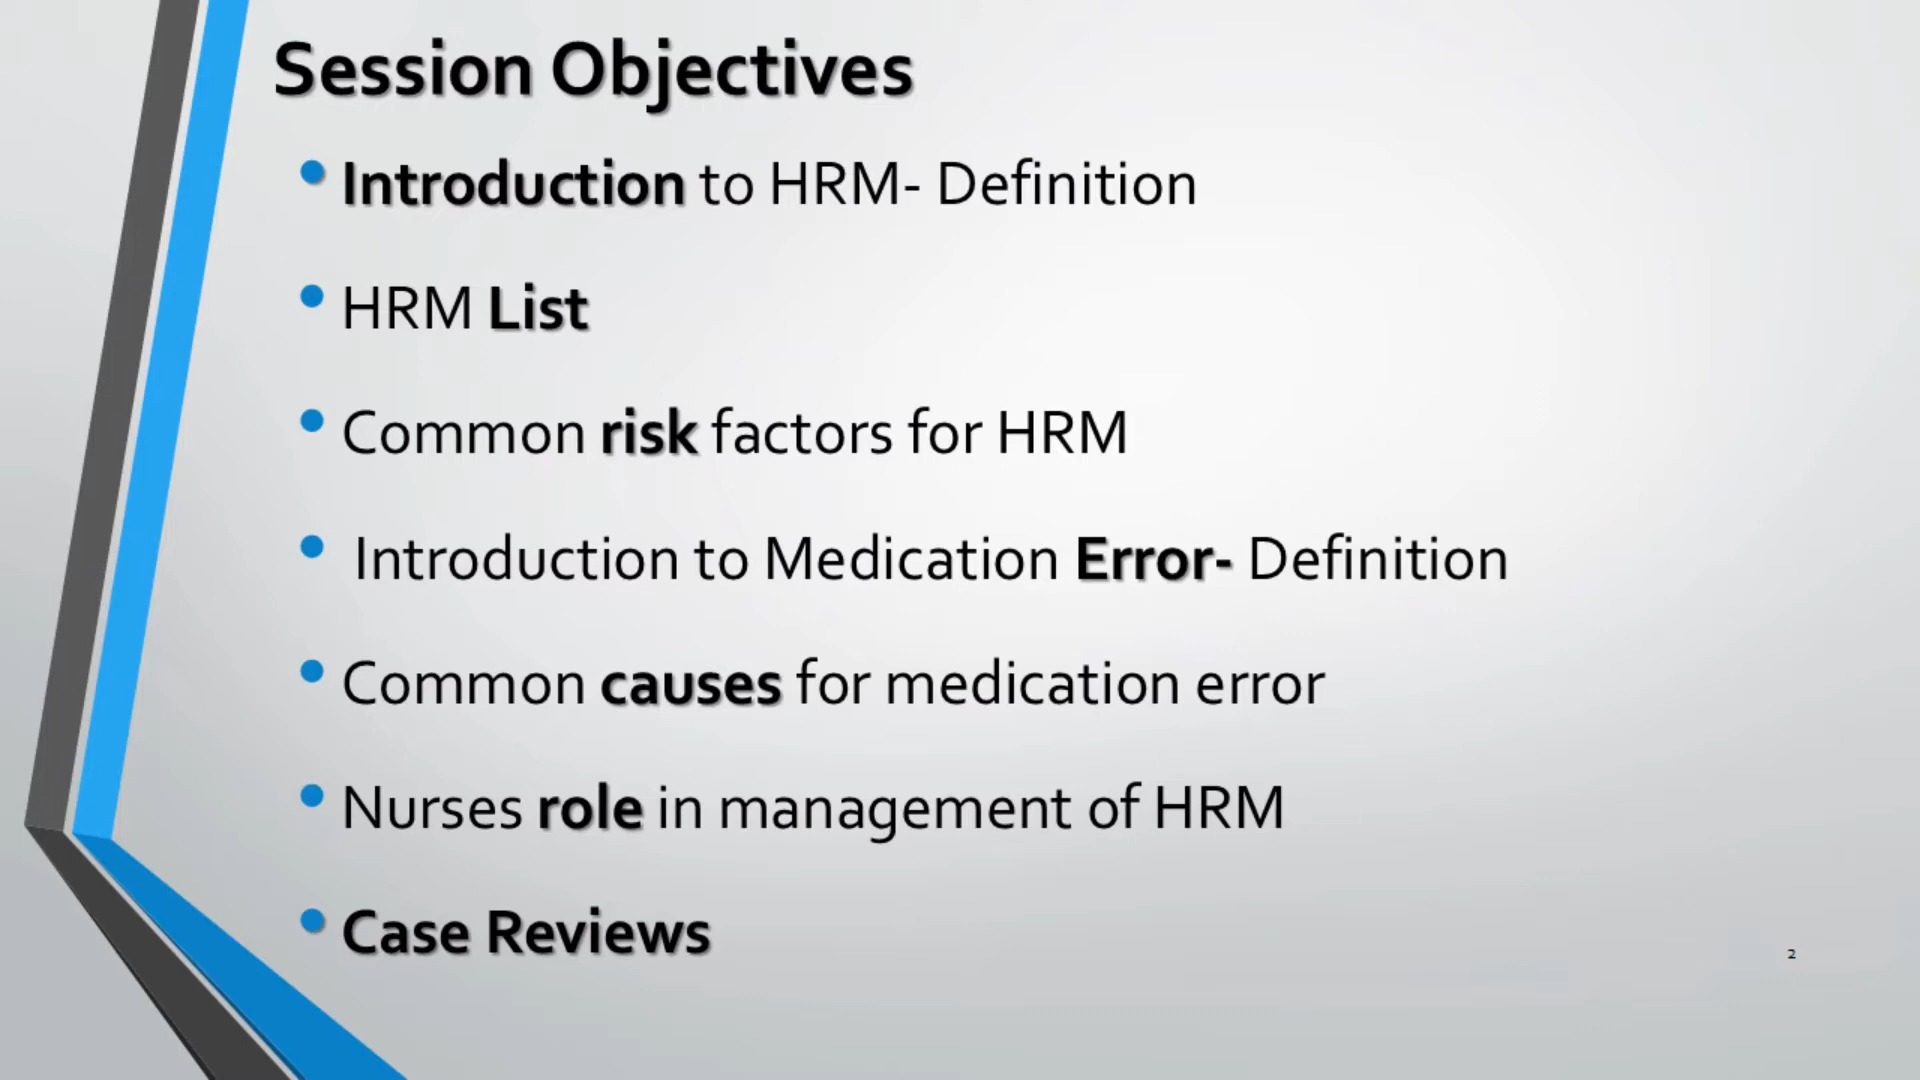 Session Objectives
• Introduction to HRM- Definition
• HRM List
• Common risk factors for HRM
• Introduction to Medication Error- Definition
• Common causes for medication error
• Nurses role in management of HRM
• Case Reviews
2